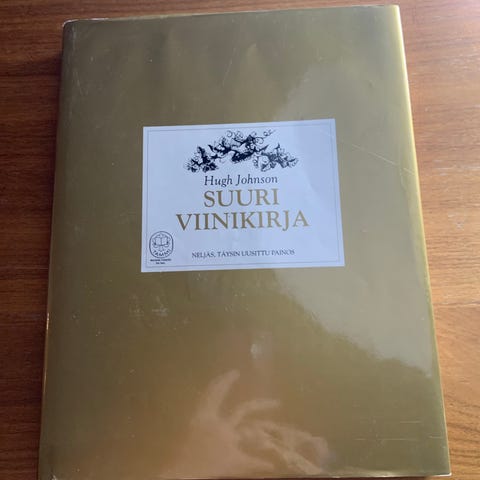 Hugh Johnson
SUURI
VIINIKIRJA
NELJÄS, TÄYSIN UUSITTU PAINOS